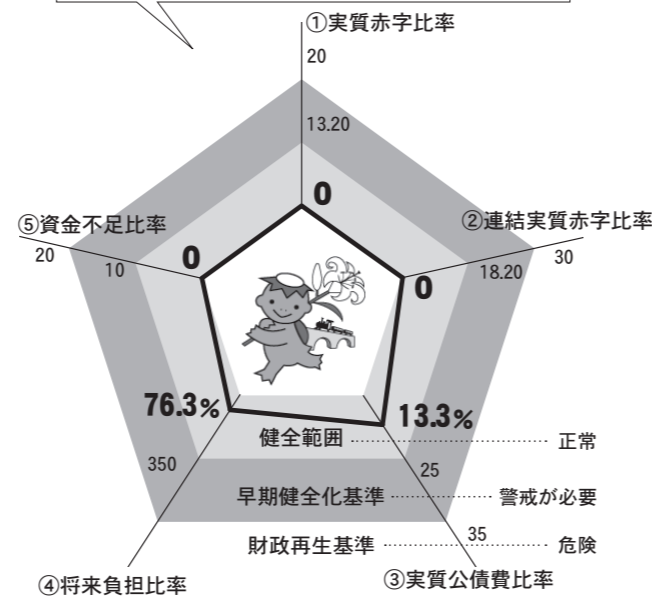 ①実質赤字比率
20
13.20
0
⑤資金不足比率
20
10
0
②連結実質赤字比率
30
18.20
0
76.3%
13.3%
健全範囲
正常
350
25
早期健全化基準
警戒が必要
財政再生基準
35
危険
④将来負担比率
③実質公債費比率